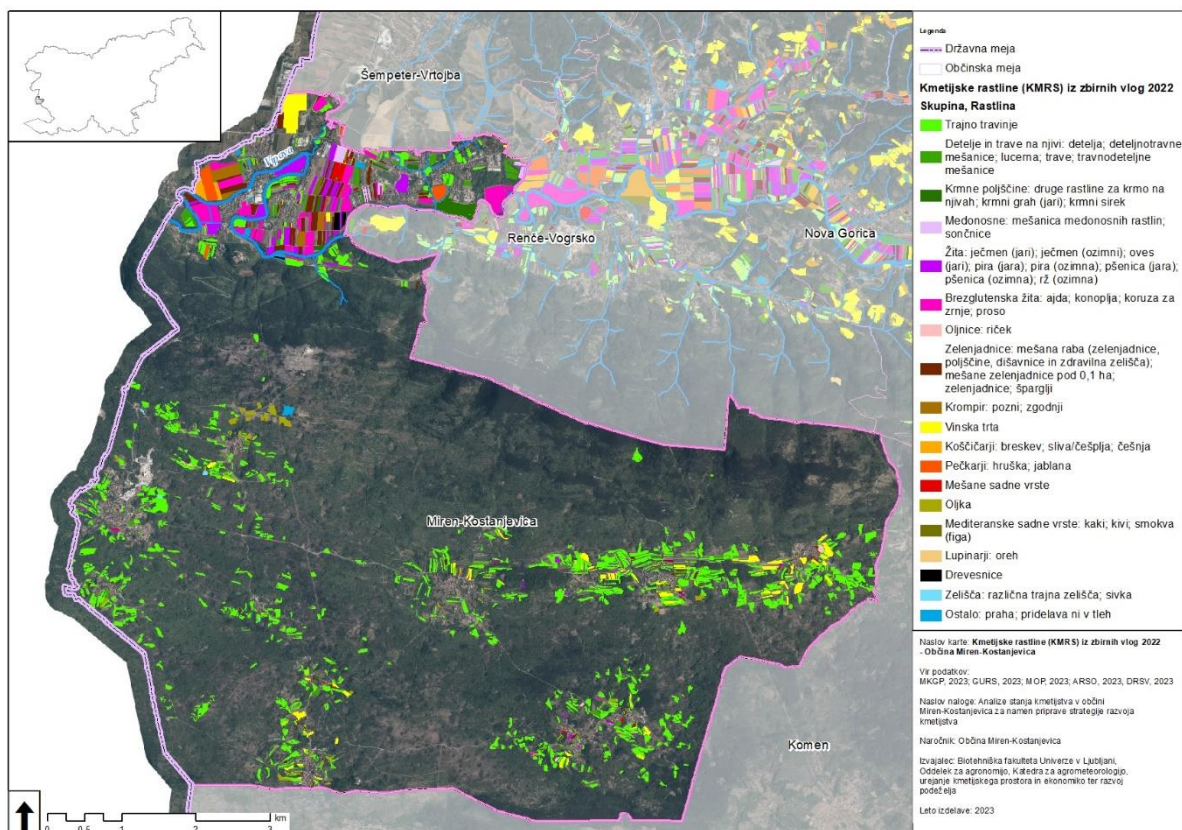 Šempeter-Vrtojba
Vipava
Renče-Vogrsko
Nova Gorica
Miren-Kostanjevica
Komen
0 0,5 1 2 3 km
Legenda
Državna meja
Občinska meja
Kmetijske rastline (KMRS) iz zbirnih vlog 2022
Skupina, Rastlina
Trajno travinje
Detelje in trave na njivi: detelja; deteljnotravne
mešanice; lucerna; trave; travnodeteljne
mešanice
Krmne poljščine: druge rastline za krmo na
njivah; krmni grah (jari); krmni sirek
Medonosne: mešanica medonosnih rastlin;
sončnice
Žita: ječmen (jari); ječmen (ozimni); oves
(jari); pira (jara); pira (ozimna); pšenica (jara);
pšenica (ozimna); rž (ozimna)
Brezglutenska žita: ajda; konoplja; koruza za
zrnje; proso
Oljnice: riček
Zelenjadnice: mešana raba (zelenjadnice,
poljščine, dišavnice in zdravilna zelišča);
mešane zelenjadnice pod 0,1 ha;
zelenjadnice; šparglji
Krompir: pozni; zgodnji
Vinska trta
Koščičarji: breskev; sliva/češplja; češnja
Pečkarji: hruška; jablana
Mešane sadne vrste
Oljka
Mediteranske sadne vrste: kaki; kivi; smokva
(figa)
Lupinarji: oreh
Drevesnice
Zelišča: različna trajna zelišča; sivka
Ostalo: praha; pridelava ni v tleh
Naslov karte: Kmetijske rastline (KMRS) iz zbirnih vlog 2022
- Občina Miren-Kostanjevica
Vir podatkov:
MKGP, 2023; GURS, 2023; MOP, 2023; ARSO, 2023, DRSV, 2023
Naslov naloge: Analize stanja kmetijstva v občini
Miren-Kostanjevica za namen priprave strategije razvoja
kmetijstva
Naročnik: Občina Miren-Kostanjevica
Izvajalec: Biotehniška fakulteta Univerze v Ljubljani,
Oddelek za agronomijo, Katedra za agrometeorologijo,
urejanje kmetijskega prostora in ekonomiko ter razvoj
podeželja
Leto izdelave: 2023